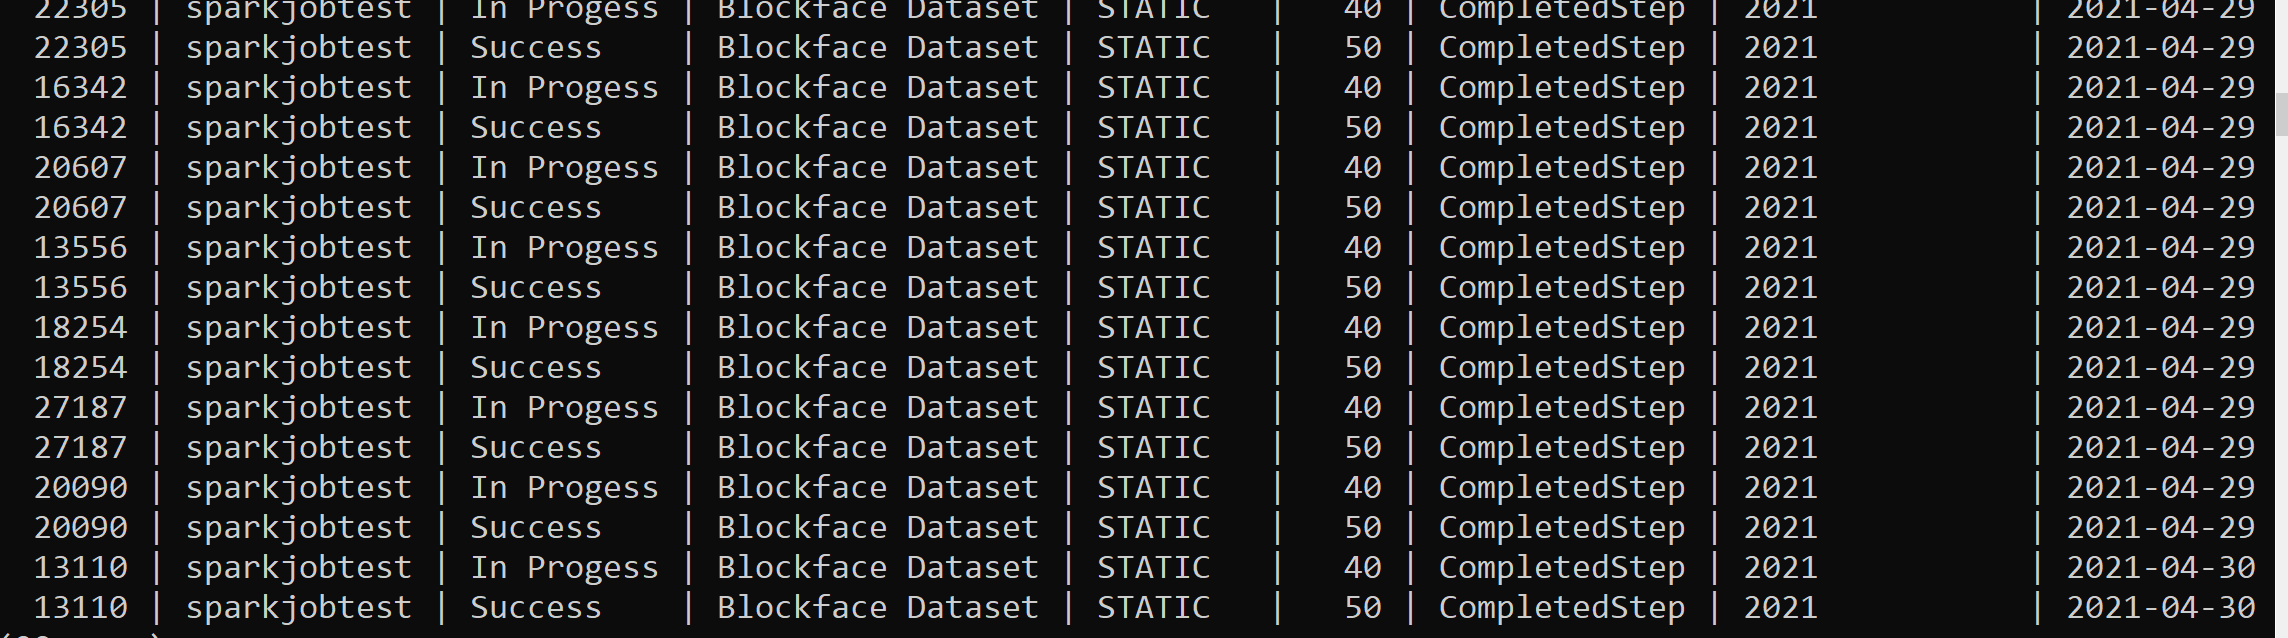 22305 | sparkjobtest | In Progess | Blockface Dataset | STATIC | 40 | CompletedStep | 2021 | 2021-04-29
22305 | sparkjobtest | Success | Blockface Dataset | STATIC | 50 | CompletedStep | 2021 | 2021-04-29
16342 | sparkjobtest | In Progess | Blockface Dataset | STATIC | 40 | CompletedStep | 2021 | 2021-04-29
16342 | sparkjobtest | Success | Blockface Dataset | STATIC | 50 | CompletedStep | 2021 | 2021-04-29
20607 | sparkjobtest | In Progess | Blockface Dataset | STATIC | 40 | CompletedStep | 2021 | 2021-04-29
20607 | sparkjobtest | Success | Blockface Dataset | STATIC | 50 | CompletedStep | 2021 | 2021-04-29
13556 | sparkjobtest | In Progess | Blockface Dataset | STATIC | 40 | CompletedStep | 2021 | 2021-04-29
13556 | sparkjobtest | Success | Blockface Dataset | STATIC | 50 | CompletedStep | 2021 | 2021-04-29
18254 | sparkjobtest | In Progess | Blockface Dataset | STATIC | 40 | CompletedStep | 2021 | 2021-04-29
18254 | sparkjobtest | Success | Blockface Dataset | STATIC | 50 | CompletedStep | 2021 | 2021-04-29
27187 | sparkjobtest | In Progess | Blockface Dataset | STATIC | 40 | CompletedStep | 2021 | 2021-04-29
27187 | sparkjobtest | Success | Blockface Dataset | STATIC | 50 | CompletedStep | 2021 | 2021-04-29
20090 | sparkjobtest | In Progess | Blockface Dataset | STATIC | 40 | CompletedStep | 2021 | 2021-04-29
20090 | sparkjobtest | Success | Blockface Dataset | STATIC | 50 | CompletedStep | 2021 | 2021-04-29
13110 | sparkjobtest | In Progess | Blockface Dataset | STATIC | 40 | CompletedStep | 2021 | 2021-04-30
13110 | sparkjobtest | Success | Blockface Dataset | STATIC | 50 | CompletedStep | 2021 | 2021-04-30